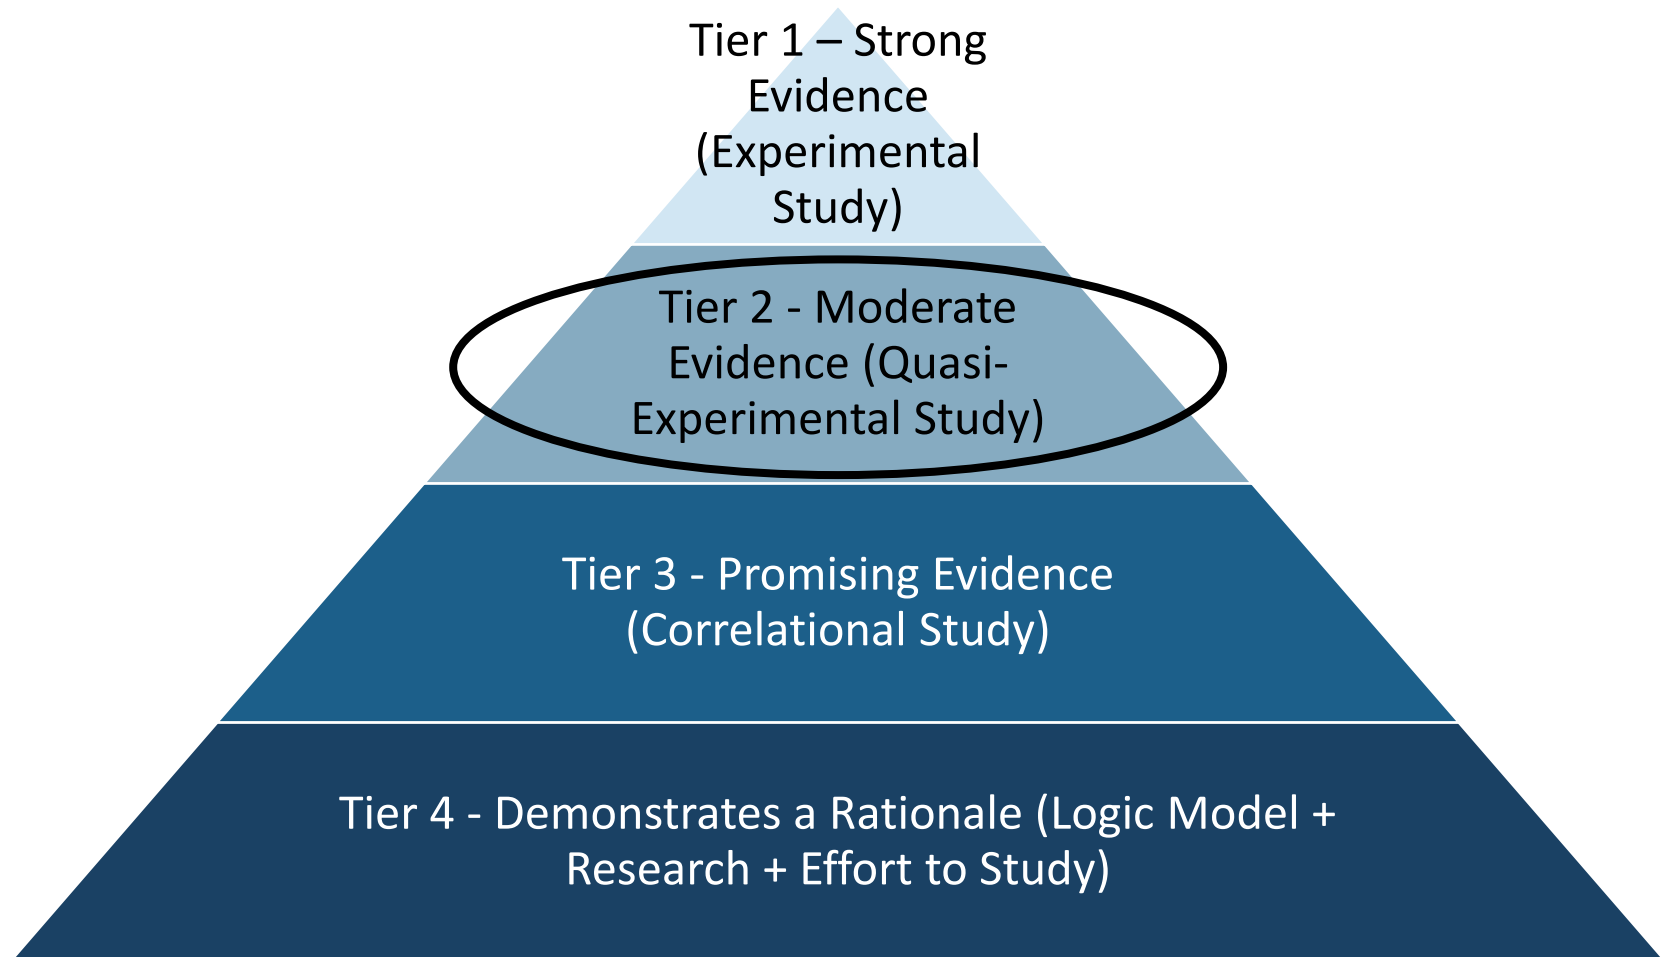 Tier 1 – Strong
Evidence
(Experimental
Study)
Tier 2 - Moderate
Evidence (Quasi-
Experimental Study)
Tier 3 - Promising Evidence
(Correlational Study)
Tier 4 - Demonstrates a Rationale (Logic Model +
Research + Effort to Study)